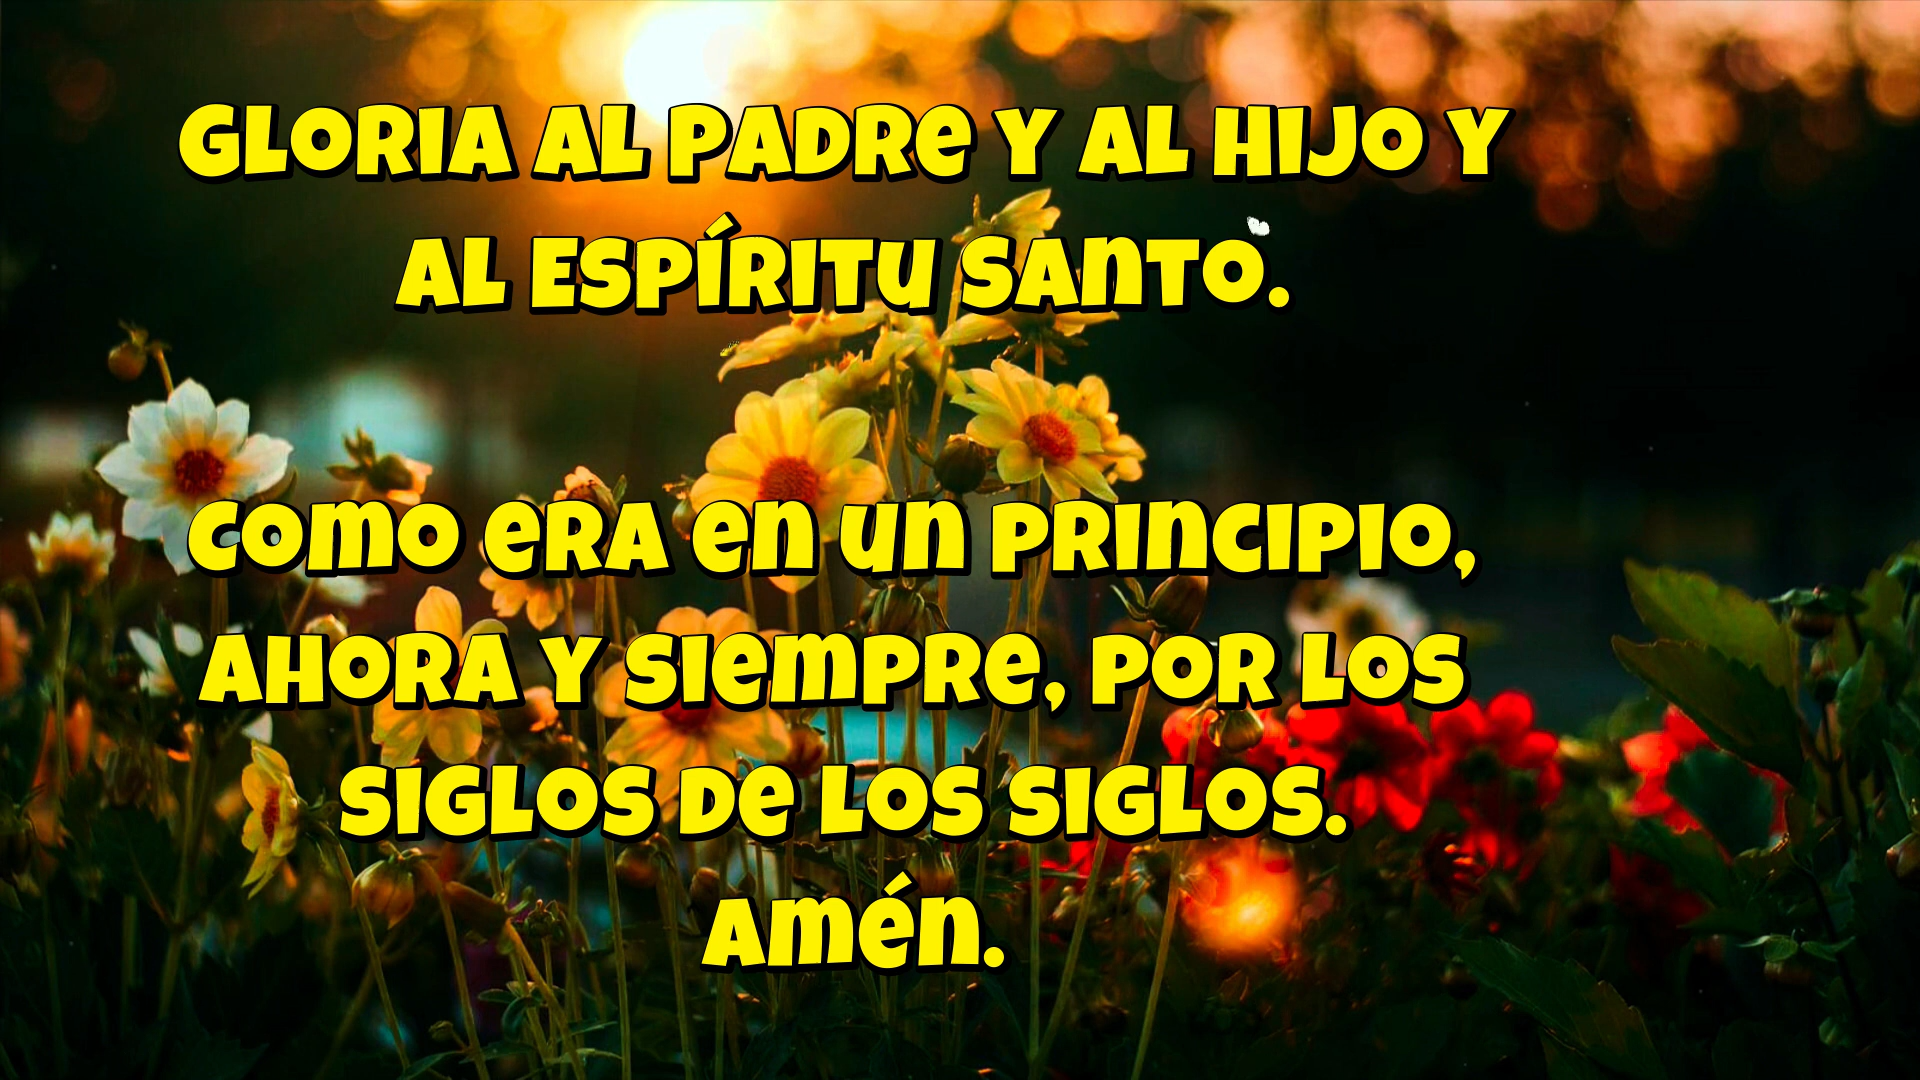 Gloria al Padre y al Hijo y
al Espíritu Santo.
Como era en un principio,
ahora y siempre, por los
siglos de los siglos.
Amén.